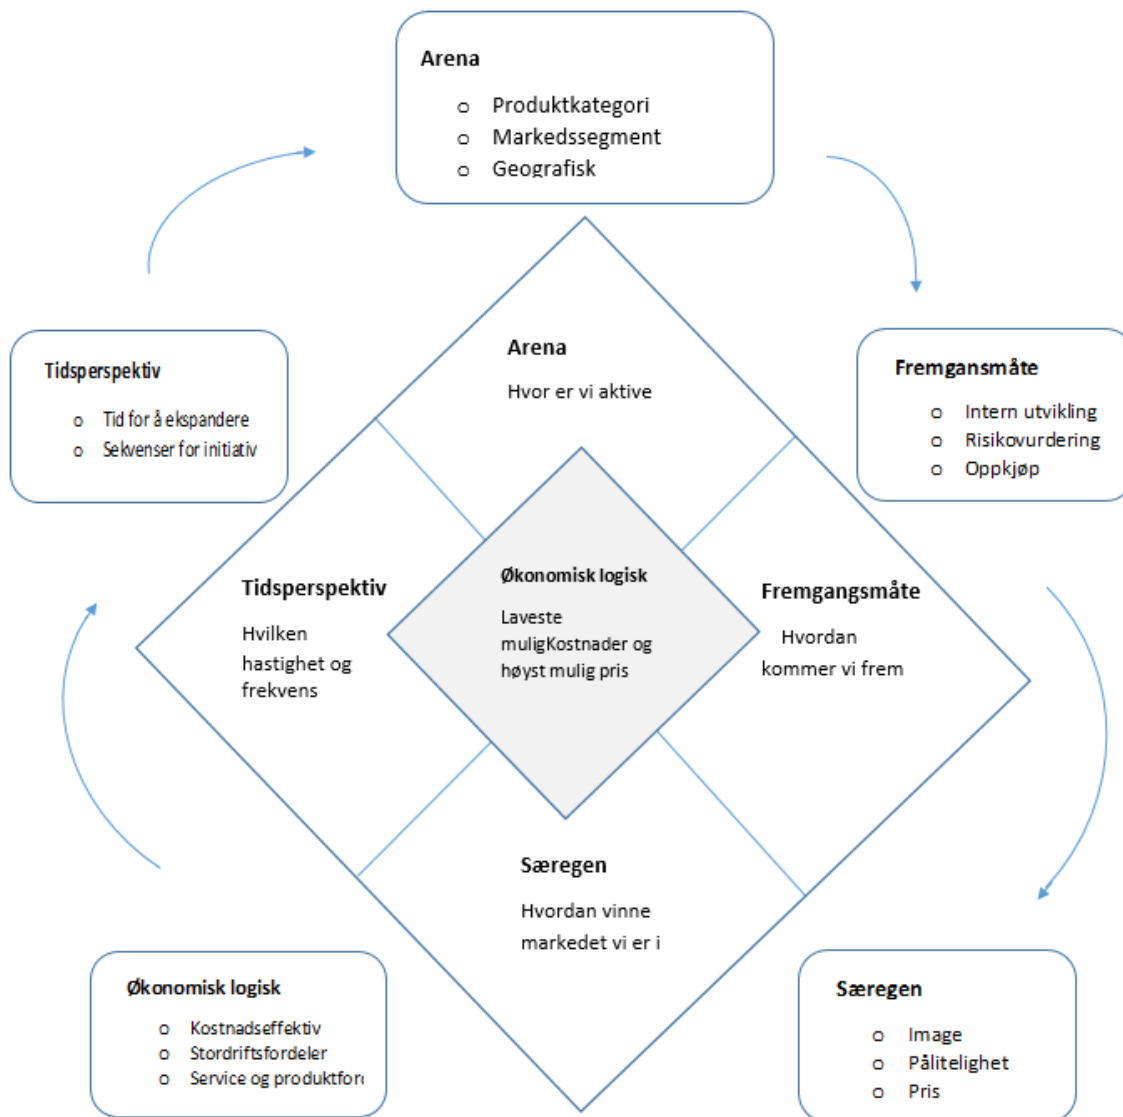 Arena
o Produktkategori
o Markedssegment
o Geografisk
Tidsperspektiv
o Tid for å ekspandere
o Sekvenser for initiativ
Fremgansmåte
o Intern utvikling
o Risikovurdering
o Oppkjøp
Arena
Hvor er vi aktive
Tidsperspektiv
Hvilken
hastighet og
frekvens
Økonomisk logisk
Laveste
muligKostnader og
høyst mulig pris
Fremgangsmåte
Hvordan
kommer vi frem
Særegen
Hvordan vinne
markedet vi er i
Økonomisk logisk
o Kostnadseffektiv
o Stordriftsfordeler
o Service og produktfor
Særegen
o Image
o Pålitelighet
o Pris